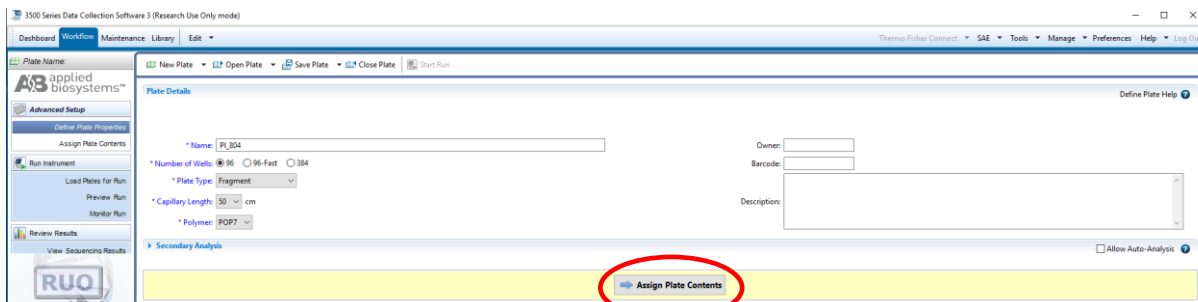 3500 Series Data Collection Software 3 (Research Use Only mode)
Dashboard Workflow Maintenance Library Edit Thermo Fisher Connect SAE Tools Manage Preferences Help Log Ou
Plate Name: New Plate Open Plate Save Plate Close Plate Start Run
AB applied biosystems™
Plate Details Define Plate Help
Advanced Setup
Define Plate Properties
Assign Plate Contents
* Name: PI_804 Owner:
Run Instrument * Number of Wells: 96 96-Fast 384 Barcode:
Load Plates for Run * Plate Type: Fragment
Preview Run * Capillary Length: 50 cm Description:
Monitor Run
* Polymer: POP7
Review Results
View Sequencing Results Secondary Analysis Allow Auto-Analysis
RUO
Assign Plate Contents